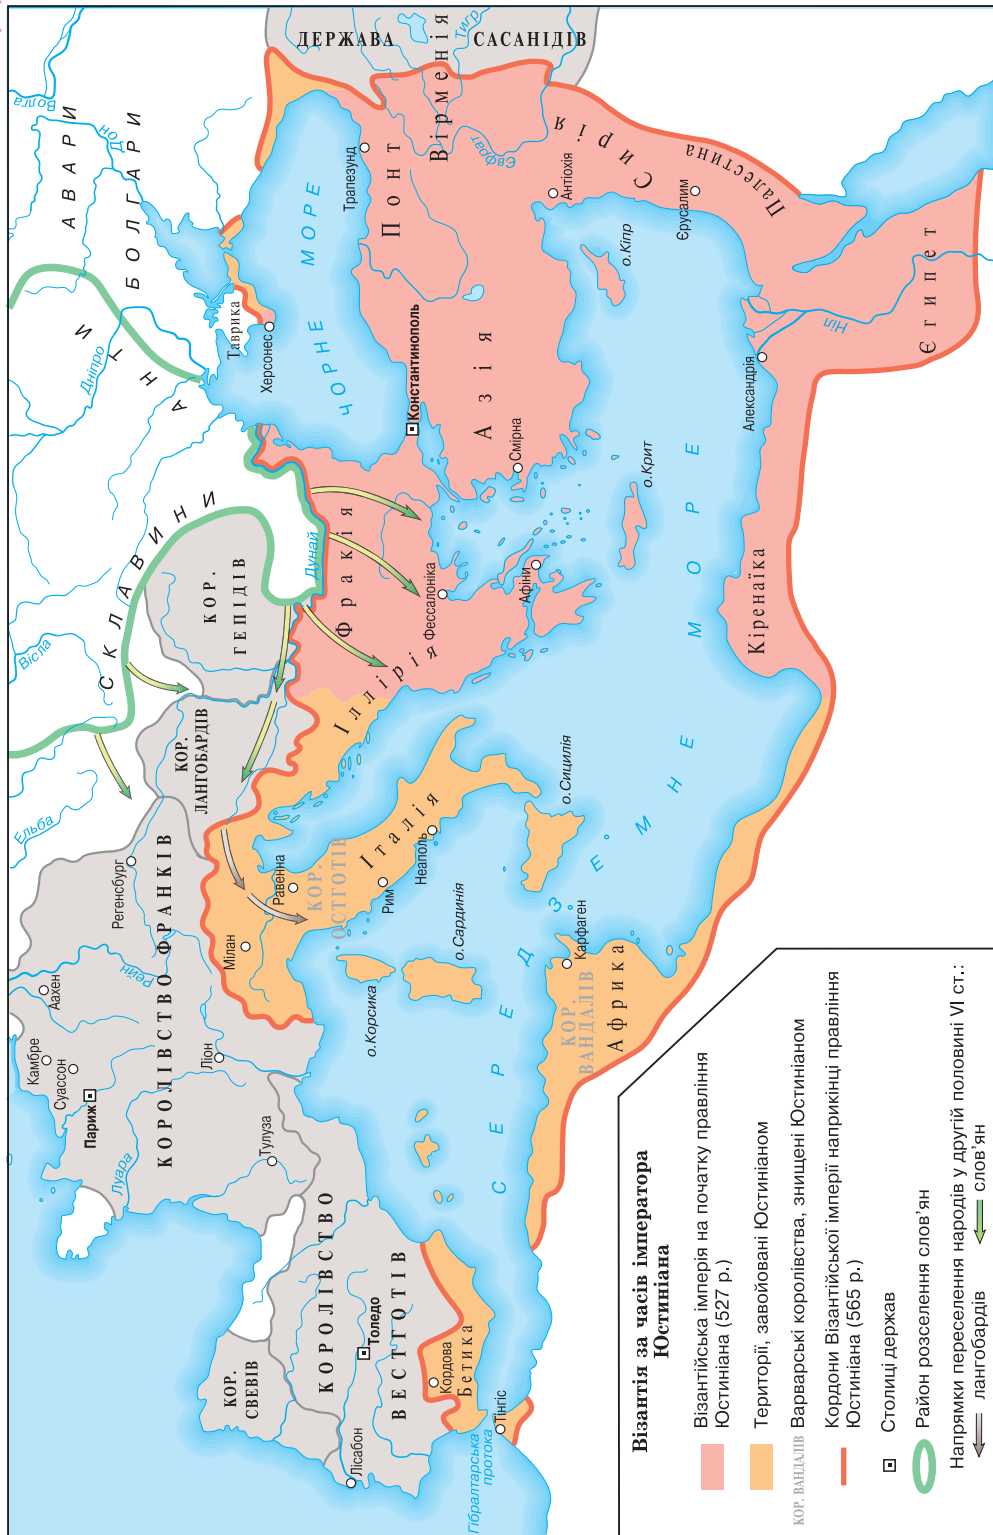 Волга
Дон
АВАРИ
БОЛГАРИ
АНТИ
Дніпро
СКЛАВИНИ
Вісла
Ельба
ДЕРЖАВА САСАНІДІВ
Тигр
Вірменія
Євфрат
Понт
Трапезунд
ЧОРНЕ МОРЕ
Таврика
Херсонес
Константинополь
Азія
Смірна
Антіохія
Сирія
Палестина
Єрусалим
о.Кіпр
о.Крит
Єгипет
Ніл
Александрія
Кіренаїка
Дунай
Фракія
Фессалоніка
Афіни
Іллірія
КОР.
ГЕПІДІВ
КОР.
ЛАНГОБАРДІВ
Регенсбург
КОРОЛІВСТВО ФРАНКІВ
Рейн
Аахен
Камбре
Суассон
Париж
Луара
Ліон
Тулуза
Мілан
Равенна
КОР.
ОСТГОТІВ
Італія
Рим
Неаполь
о.Сицилія
о.Сардинія
о.Корсика
СЕРЕДЗЕМНЕ МОРЕ
Карфаген
КОР.
ВАНДАЛІВ
Африка
КОР.
СВЕВІВ
КОРОЛІВСТВО
ВЕСТГОТІВ
Толедо
Лісабон
Кордова
Бетика
Тінгіс
Гібралтарська
протока
Візантія за часів імператора
Юстиніана
Візантійська імперія на початку правління
Юстиніана (527 р.)
Території, завойовані Юстиніаном
КОР. ВАНДАЛІВ Варварські королівства, знищені Юстиніаном
Кордони Візантійської імперії наприкінці правління
Юстиніана (565 р.)
Столиці держав
Район розселення слов’ян
Напрямки переселення народів у другій половині VI ст.:
лангобардів слов’ян